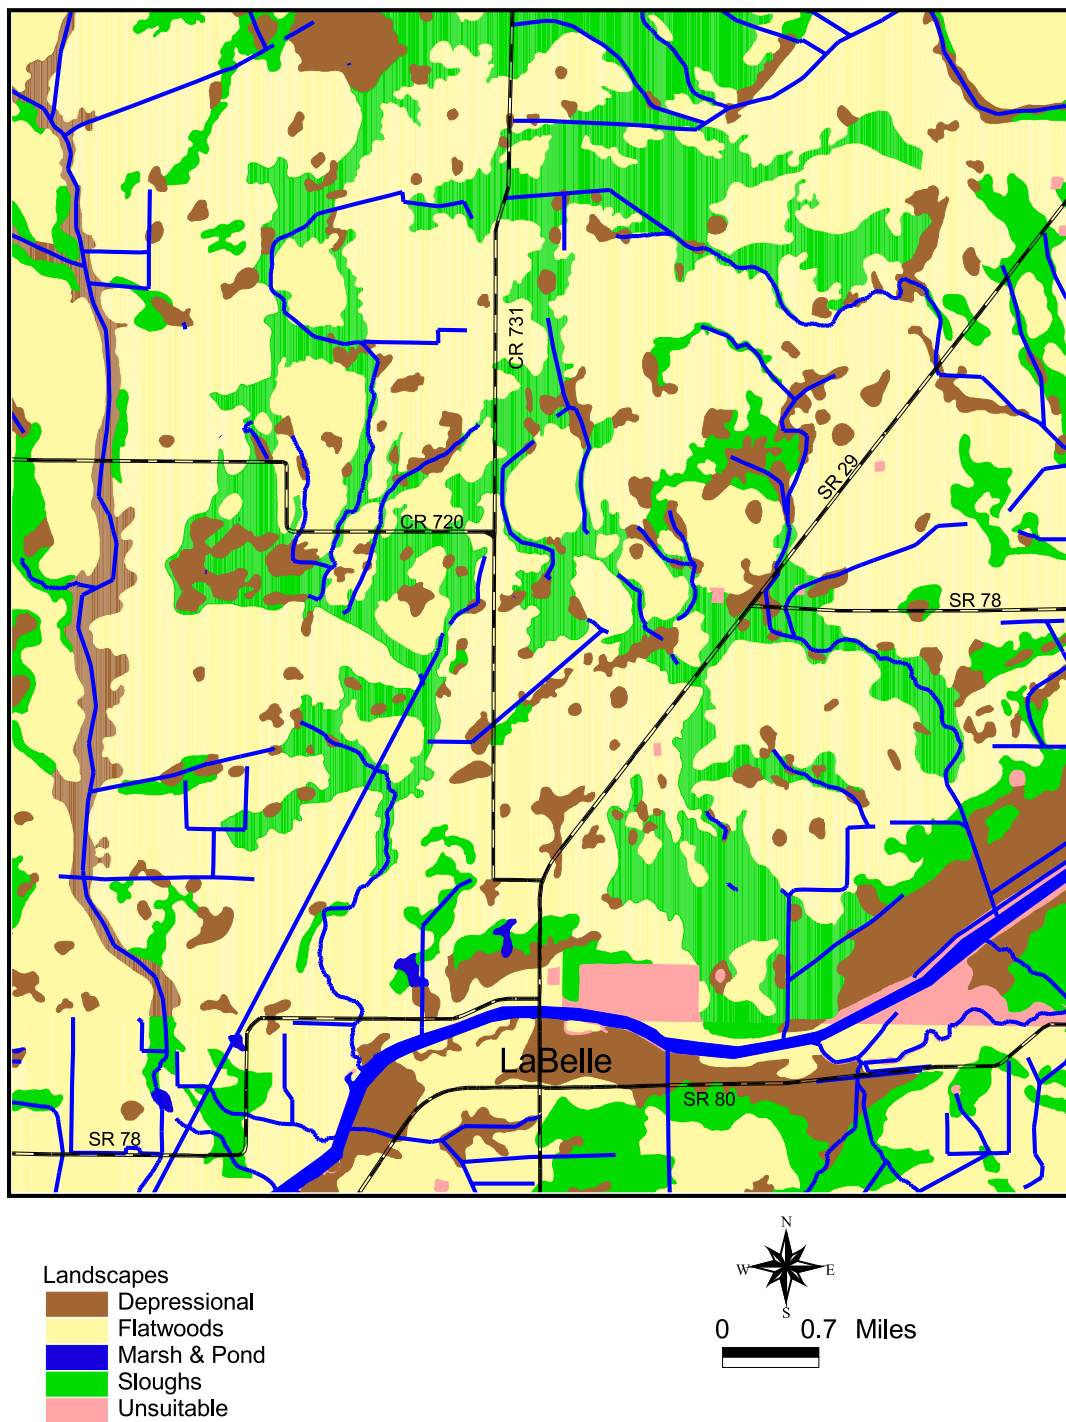 CR 731
SR 29
CR 720
SR 78
LaBelle
SR 80
SR 78
Landscapes
Depressional
Flatwoods
Marsh & Pond
Sloughs
Unsuitable
N
W E
S
0 0.7 Miles